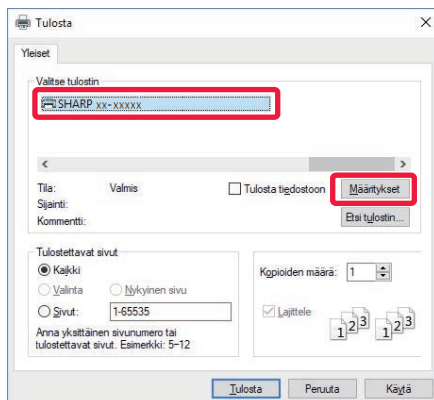 Tulosta
Yleiset
Valitse tulostin
SHARP xx-xxxxx
Tila: Valmis
Tulosta tiedostoon
Määritykset
Sijainti:
Kommentti:
Etsi tulostin...
Tulostettavat sivut
Kaikki
Valinta Nykyinen sivu
Sivut: 1-65535
Anna yksittäinen sivunumero tai
tulostettavat sivut. Esimerkki: 5-12
Kopioiden määrä: 1
Lajittele
1 2 3 1 2 3
Tulosta Peruuta Käytä